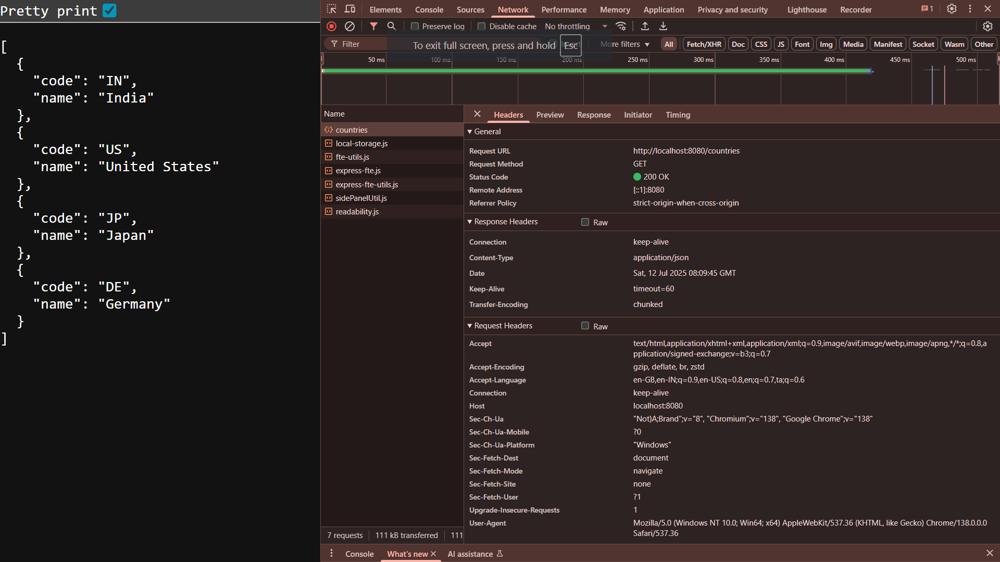 Pretty print
[
  {
    "code": "IN",
    "name": "India"
  },
  {
    "code": "US",
    "name": "United States"
  },
  {
    "code": "JP",
    "name": "Japan"
  },
  {
    "code": "DE",
    "name": "Germany"
  }
]
Elements Console Sources Network Performance Memory Application Privacy and security Lighthouse Recorder 1
Preserve log Disable cache No throttling
Filter To exit full screen, press and hold Esc More filters All Fetch/XHR Doc CSS JS Font Img Media Manifest Socket Wasm Other
50 ms 100 ms 150 ms 200 ms 250 ms 300 ms 350 ms 400 ms 450 ms 500 ms
Name
countries
local-storage.js
fte-utils.js
express-fte.js
express-fte-utils.js
sidePanelUtil.js
readability.js
7 requests 111 kB transferred 111
Headers Preview Response Initiator Timing
General
Request URL http://localhost:8080/countries
Request Method GET
Status Code 200 OK
Remote Address [::1]:8080
Referrer Policy strict-origin-when-cross-origin
Response Headers Raw
Connection keep-alive
Content-Type application/json
Date Sat, 12 Jul 2025 08:09:45 GMT
Keep-Alive timeout=60
Transfer-Encoding chunked
Request Headers Raw
Accept text/html,application/xhtml+xml,application/xml;q=0.9,image/avif,image/webp,image/apng,*/*;q=0.8,a
pplication/signed-exchange;v=b3;q=0.7
Accept-Encoding gzip, deflate, br, zstd
Accept-Language en-GB,en-IN;q=0.9,en-US;q=0.8,en;q=0.7,ta;q=0.6
Connection keep-alive
Host localhost:8080
Sec-Ch-Ua "Not)A;Brand";v="8", "Chromium";v="138", "Google Chrome";v="138"
Sec-Ch-Ua-Mobile ?0
Sec-Ch-Ua-Platform "Windows"
Sec-Fetch-Dest document
Sec-Fetch-Mode navigate
Sec-Fetch-Site none
Sec-Fetch-User ?1
Upgrade-Insecure-Requests 1
User-Agent Mozilla/5.0 (Windows NT 10.0; Win64; x64) AppleWebKit/537.36 (KHTML, like Gecko) Chrome/138.0.0.0
Safari/537.36
Console What's new AI assistance